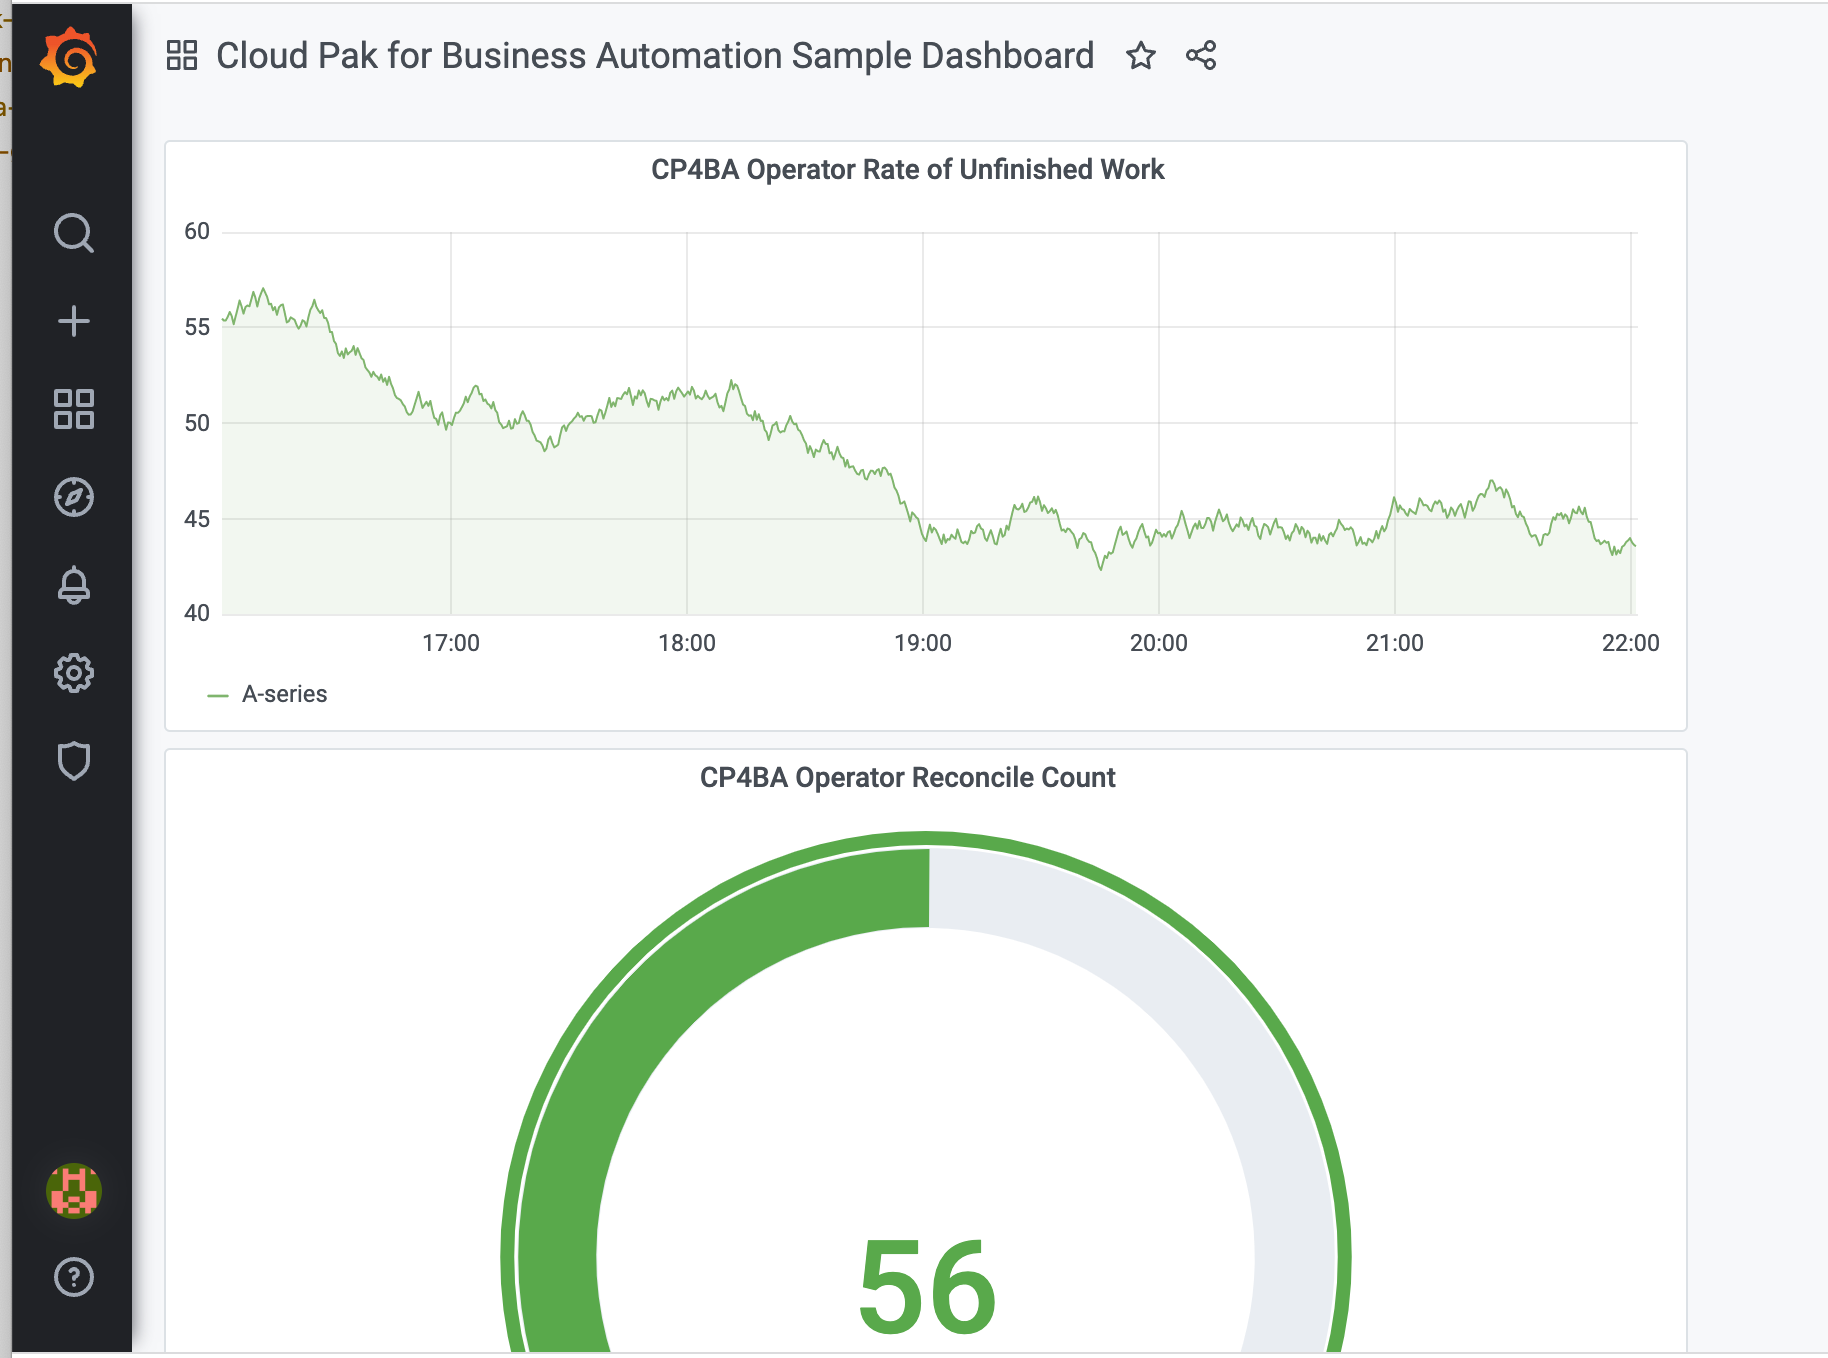 Cloud Pak for Business Automation Sample Dashboard
CP4BA Operator Rate of Unfinished Work
60
55
50
45
40
17:00 18:00 19:00 20:00 21:00 22:00
A-series
CP4BA Operator Reconcile Count
56